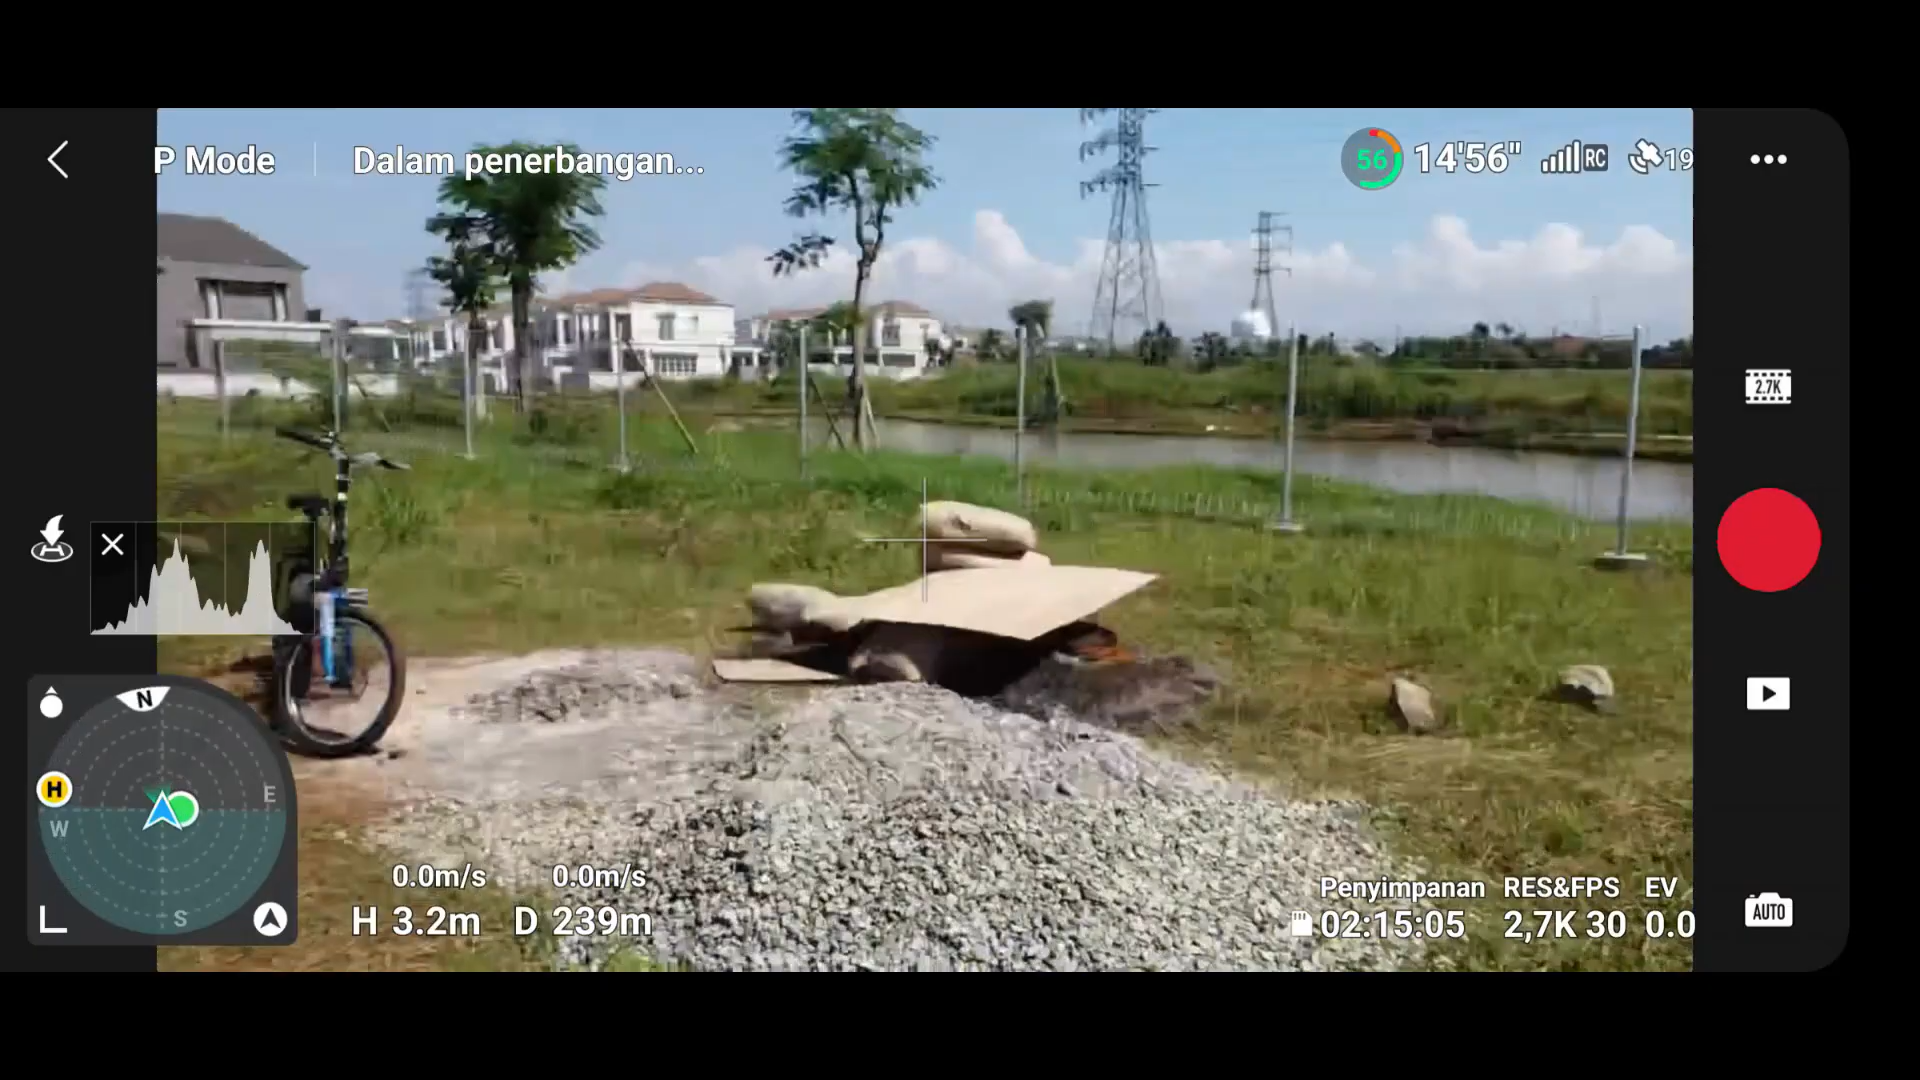 P Mode
Dalam penerbangan...
56
14'56"
RC
19
2.7K
N
H
E
W
S
0.0m/s 0.0m/s
H 3.2m D 239m
Penyimpanan RES&FPS EV
02:15:05 2,7K 30 0.0
AUTO